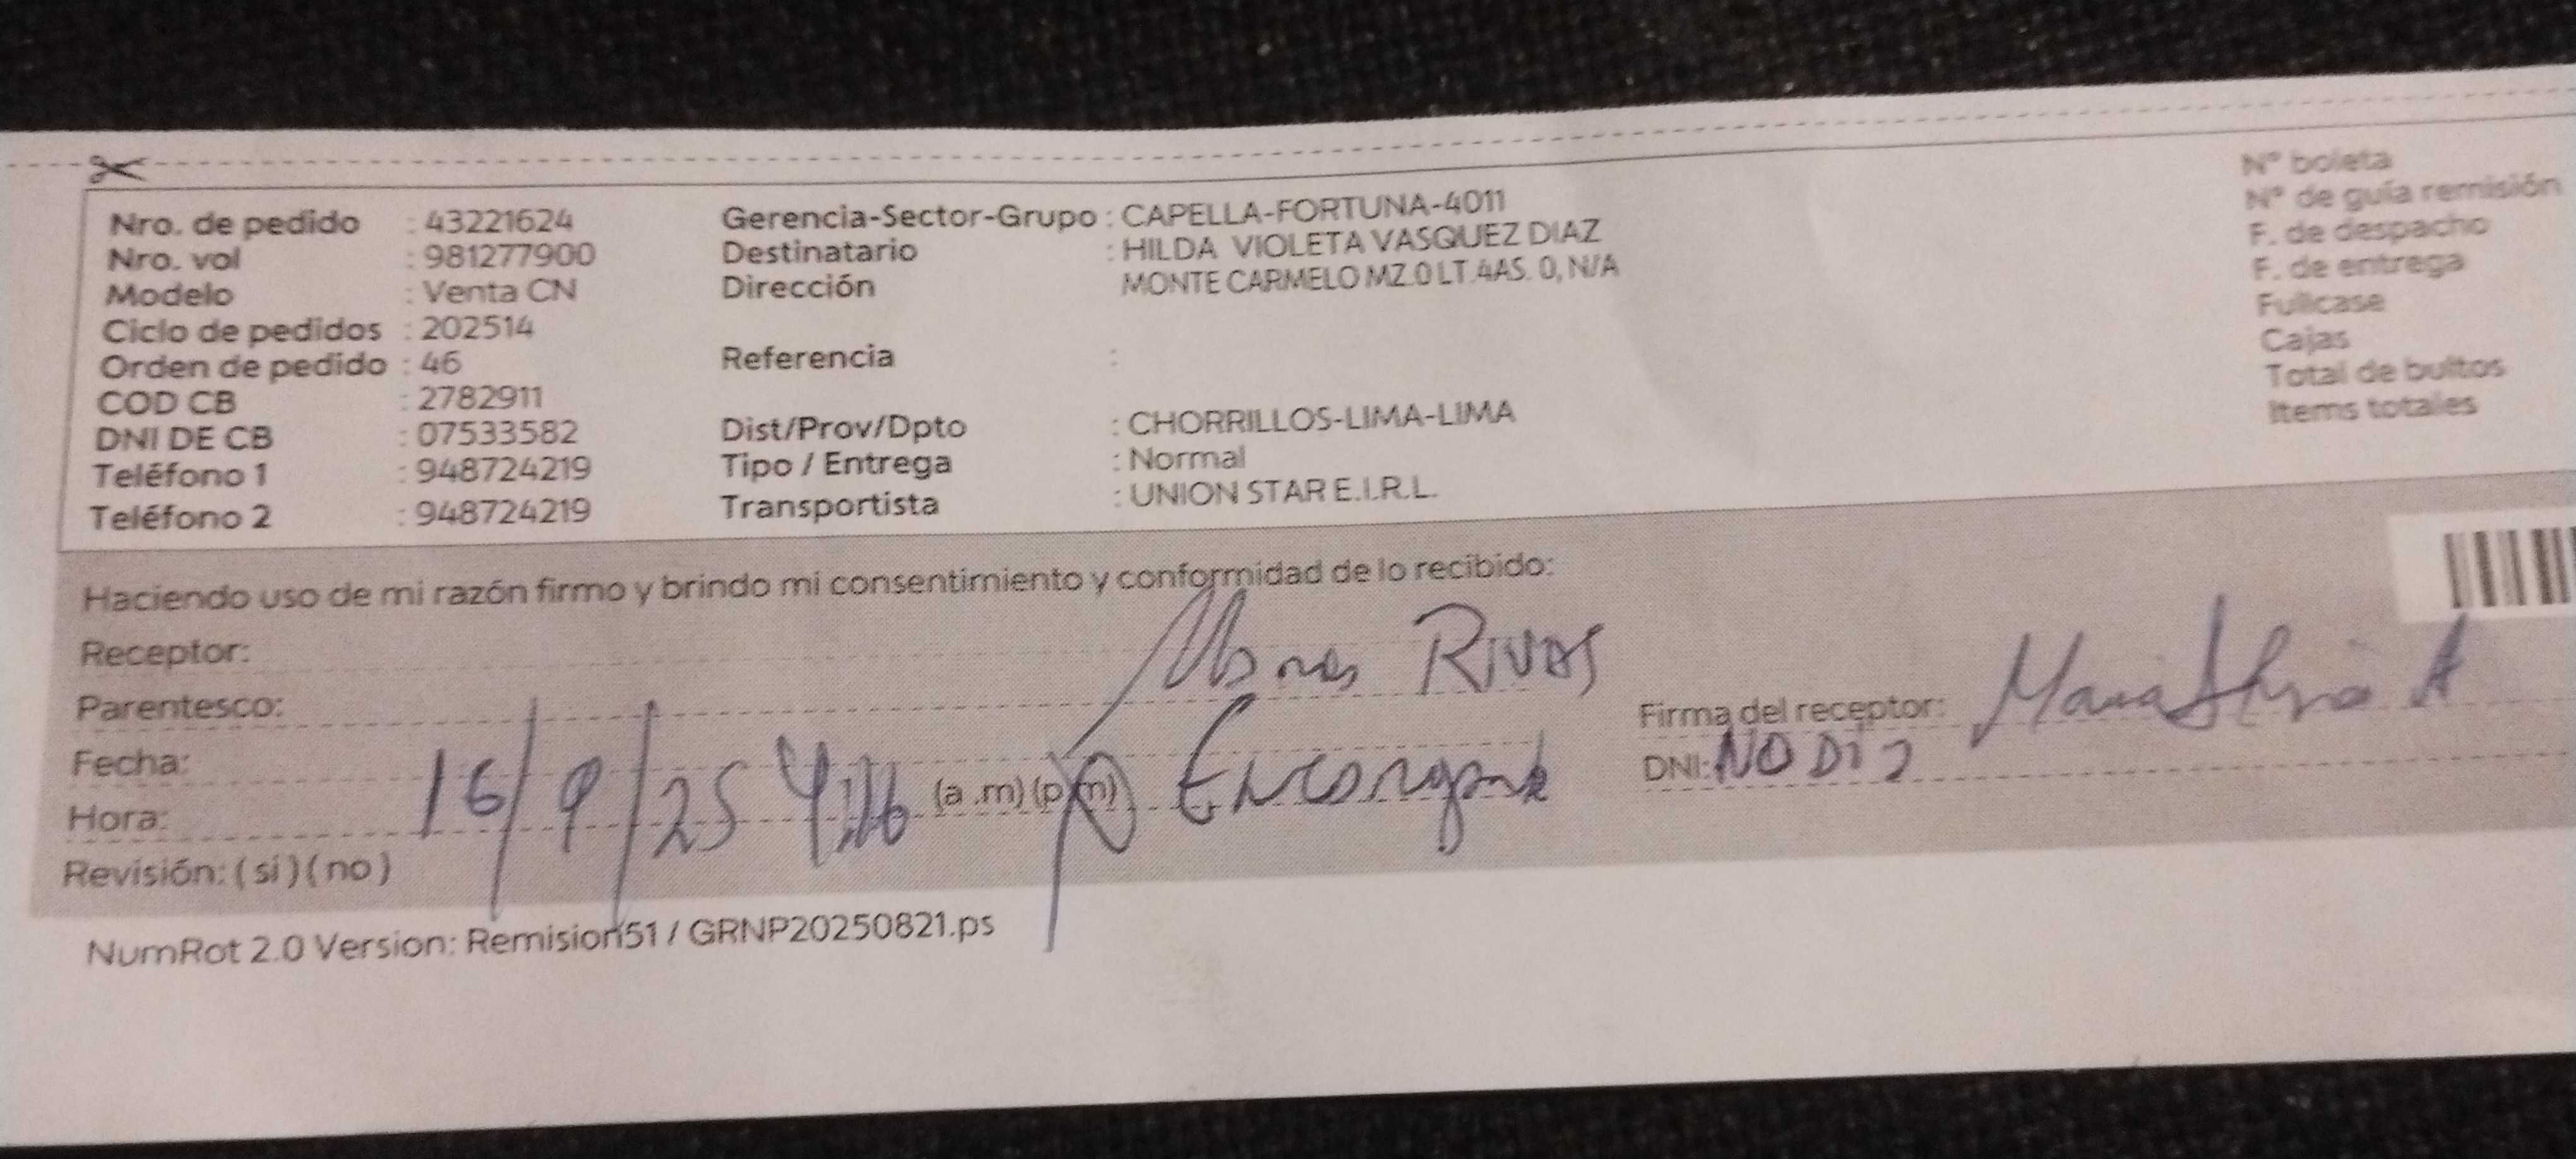 Nro. de pedido : 43221624 Gerencia-Sector-Grupo : CAPELLA-FORTUNA-4011 N° boleta
Nro. vol : 981277900 Destinatario : HILDA VIOLETA VASQUEZ DIAZ N° de guía remisión
Modelo : Venta CN Dirección MONTE CARMELO MZ.0 LT.4AS. 0, N/A F. de despacho
Ciclo de pedidos : 202514 F. de entrega
Orden de pedido : 46 Referencia : Fullcase
COD CB : 2782911 Cajas
DNI DE CB : 07533582 Dist/Prov/Dpto : CHORRILLOS-LIMA-LIMA Total de bultos
Teléfono 1 : 948724219 Tipo / Entrega : Normal Items totales
Teléfono 2 : 948724219 Transportista : UNION STAR E.I.R.L.
Haciendo uso de mi razón firmo y brindo mi consentimiento y conformidad de lo recibido:
Receptor: Rivas
Parentesco: Firma del receptor: Maria
Fecha: 16/9/25 DNI: NO DIO
Hora: 4:16 (a .m) (p.m)
Revisión: ( si ) ( no )
NumRot 2.0 Version: Remision51 / GRNP20250821.ps